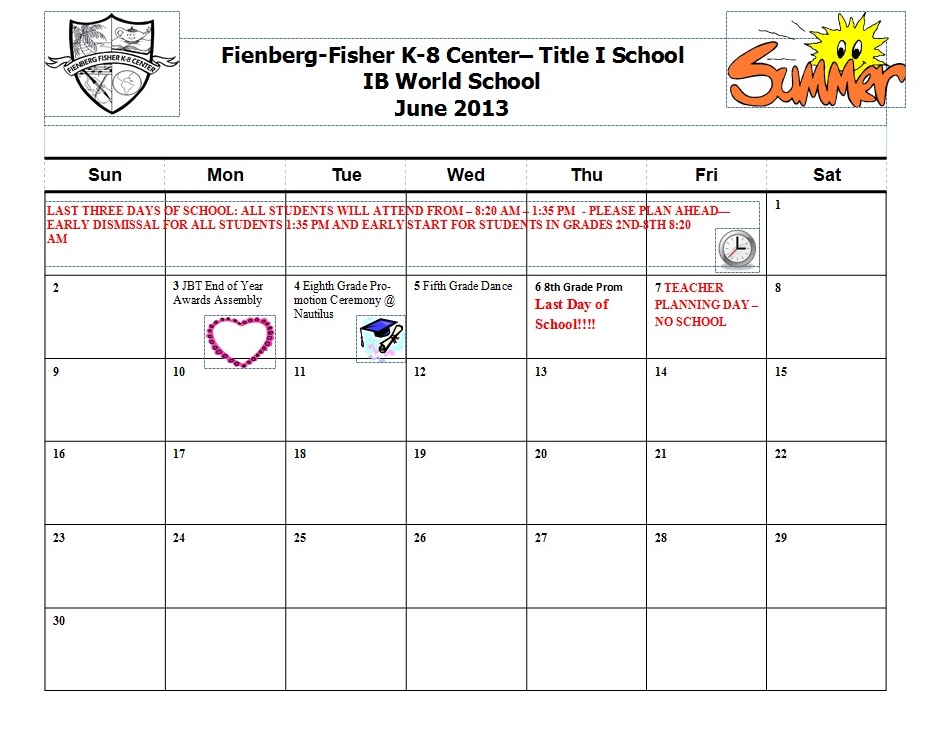 FIENBERG FISHER K-8 CENTER
Fienberg-Fisher K-8 Center– Title I School
IB World School
June 2013
Summer
Sun Mon Tue Wed Thu Fri Sat
LAST THREE DAYS OF SCHOOL: ALL STUDENTS WILL ATTEND FROM – 8:20 AM – 1:35 PM - PLEASE PLAN AHEAD—
EARLY DISMISSAL FOR ALL STUDENTS 1:35 PM AND EARLY START FOR STUDENTS IN GRADES 2ND-8TH 8:20
AM
1
2
3 JBT End of Year
Awards Assembly
4 Eighth Grade Pro-
motion Ceremony @
Nautilus
5 Fifth Grade Dance
6 8th Grade Prom
Last Day of
School!!!!
7 TEACHER
PLANNING DAY –
NO SCHOOL
8
9 10 11 12 13 14 15
16 17 18 19 20 21 22
23 24 25 26 27 28 29
30